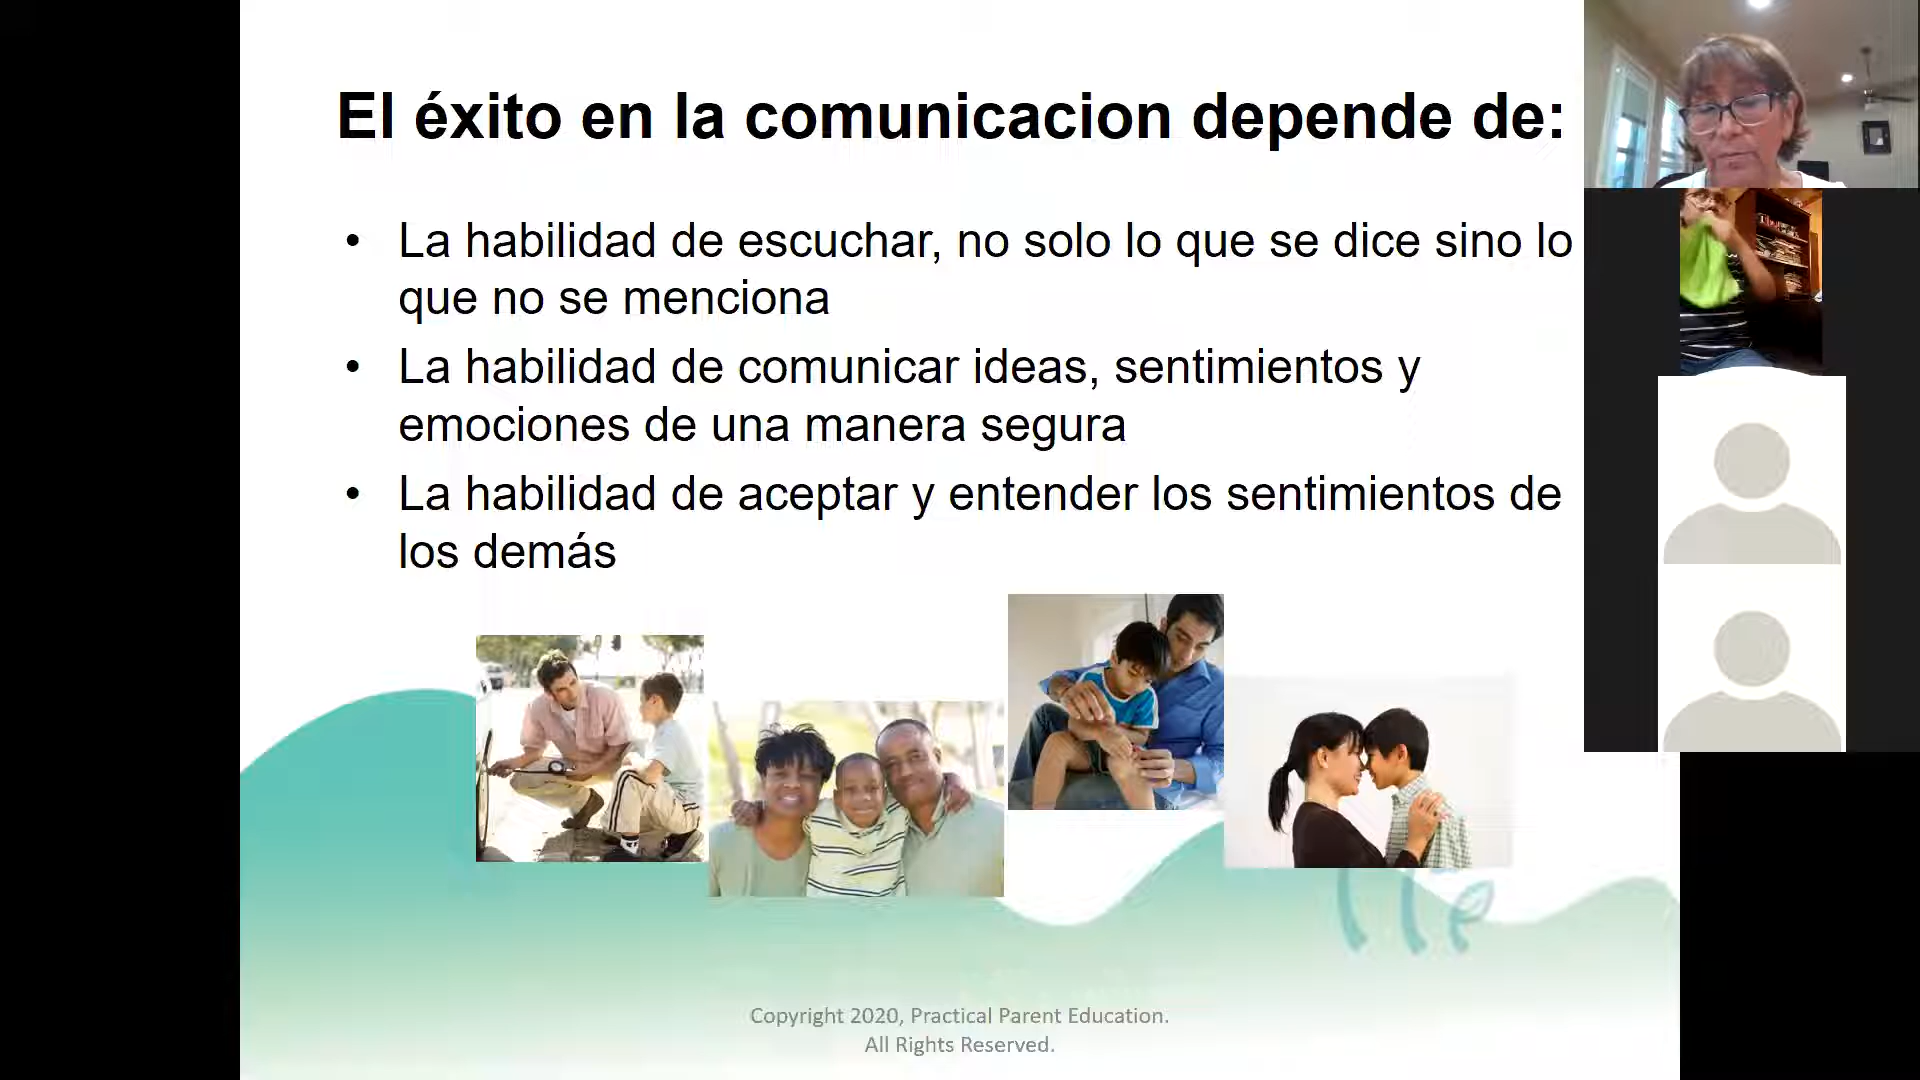 El éxito en la comunicacion depende de:
• La habilidad de escuchar, no solo lo que se dice sino lo
que no se menciona
• La habilidad de comunicar ideas, sentimientos y
emociones de una manera segura
• La habilidad de aceptar y entender los sentimientos de
los demás
Copyright 2020, Practical Parent Education.
All Rights Reserved.